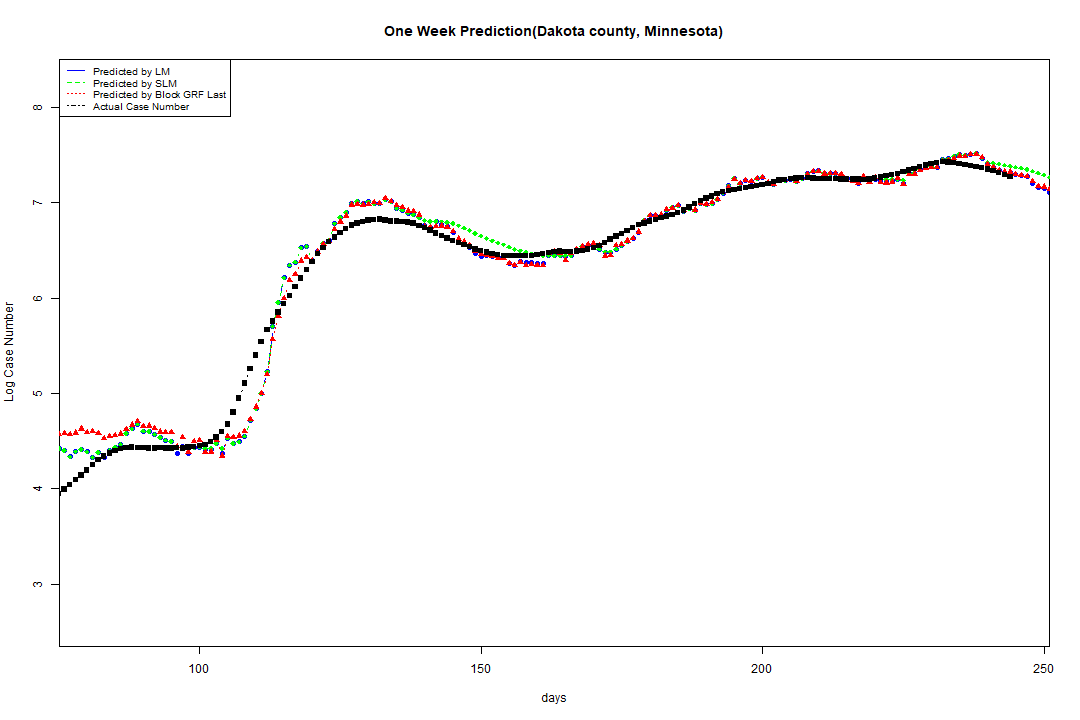 One Week Prediction(Dakota county, Minnesota)
Predicted by LM
Predicted by SLM
Predicted by Block GRF Last
Actual Case Number
8
7
6
5
4
3
Log Case Number
100 150 200 250
days